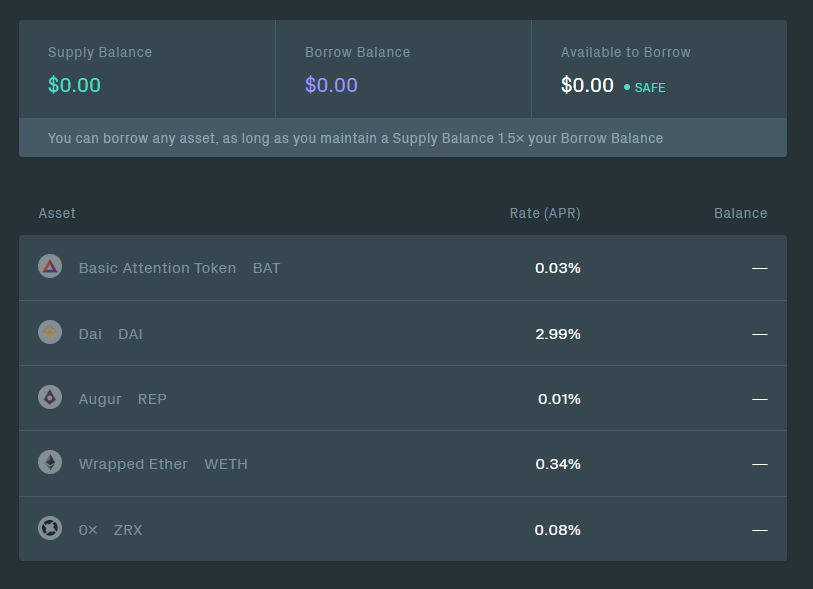 Supply Balance Borrow Balance Available to Borrow
$0.00 $0.00 $0.00 • SAFE
You can borrow any asset, as long as you maintain a Supply Balance 1.5× your Borrow Balance
Asset Rate (APR) Balance
Basic Attention Token BAT 0.03% —
Dai DAI 2.99% —
Augur REP 0.01% —
Wrapped Ether WETH 0.34% —
0× ZRX 0.08% —